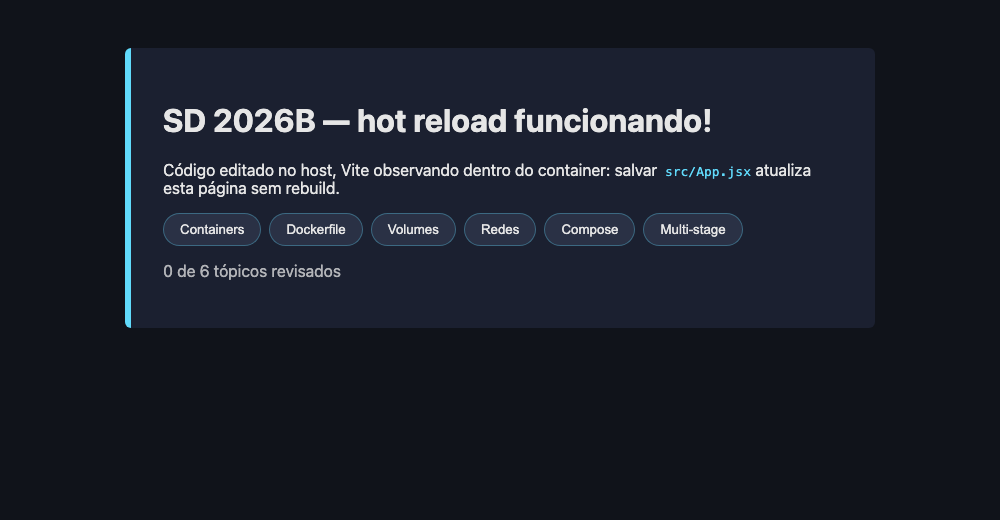 SD 2026B — hot reload funcionando!
Código editado no host, Vite observando dentro do container: salvar src/App.jsx atualiza
esta página sem rebuild.
Containers Dockerfile Volumes Redes Compose Multi-stage
0 de 6 tópicos revisados